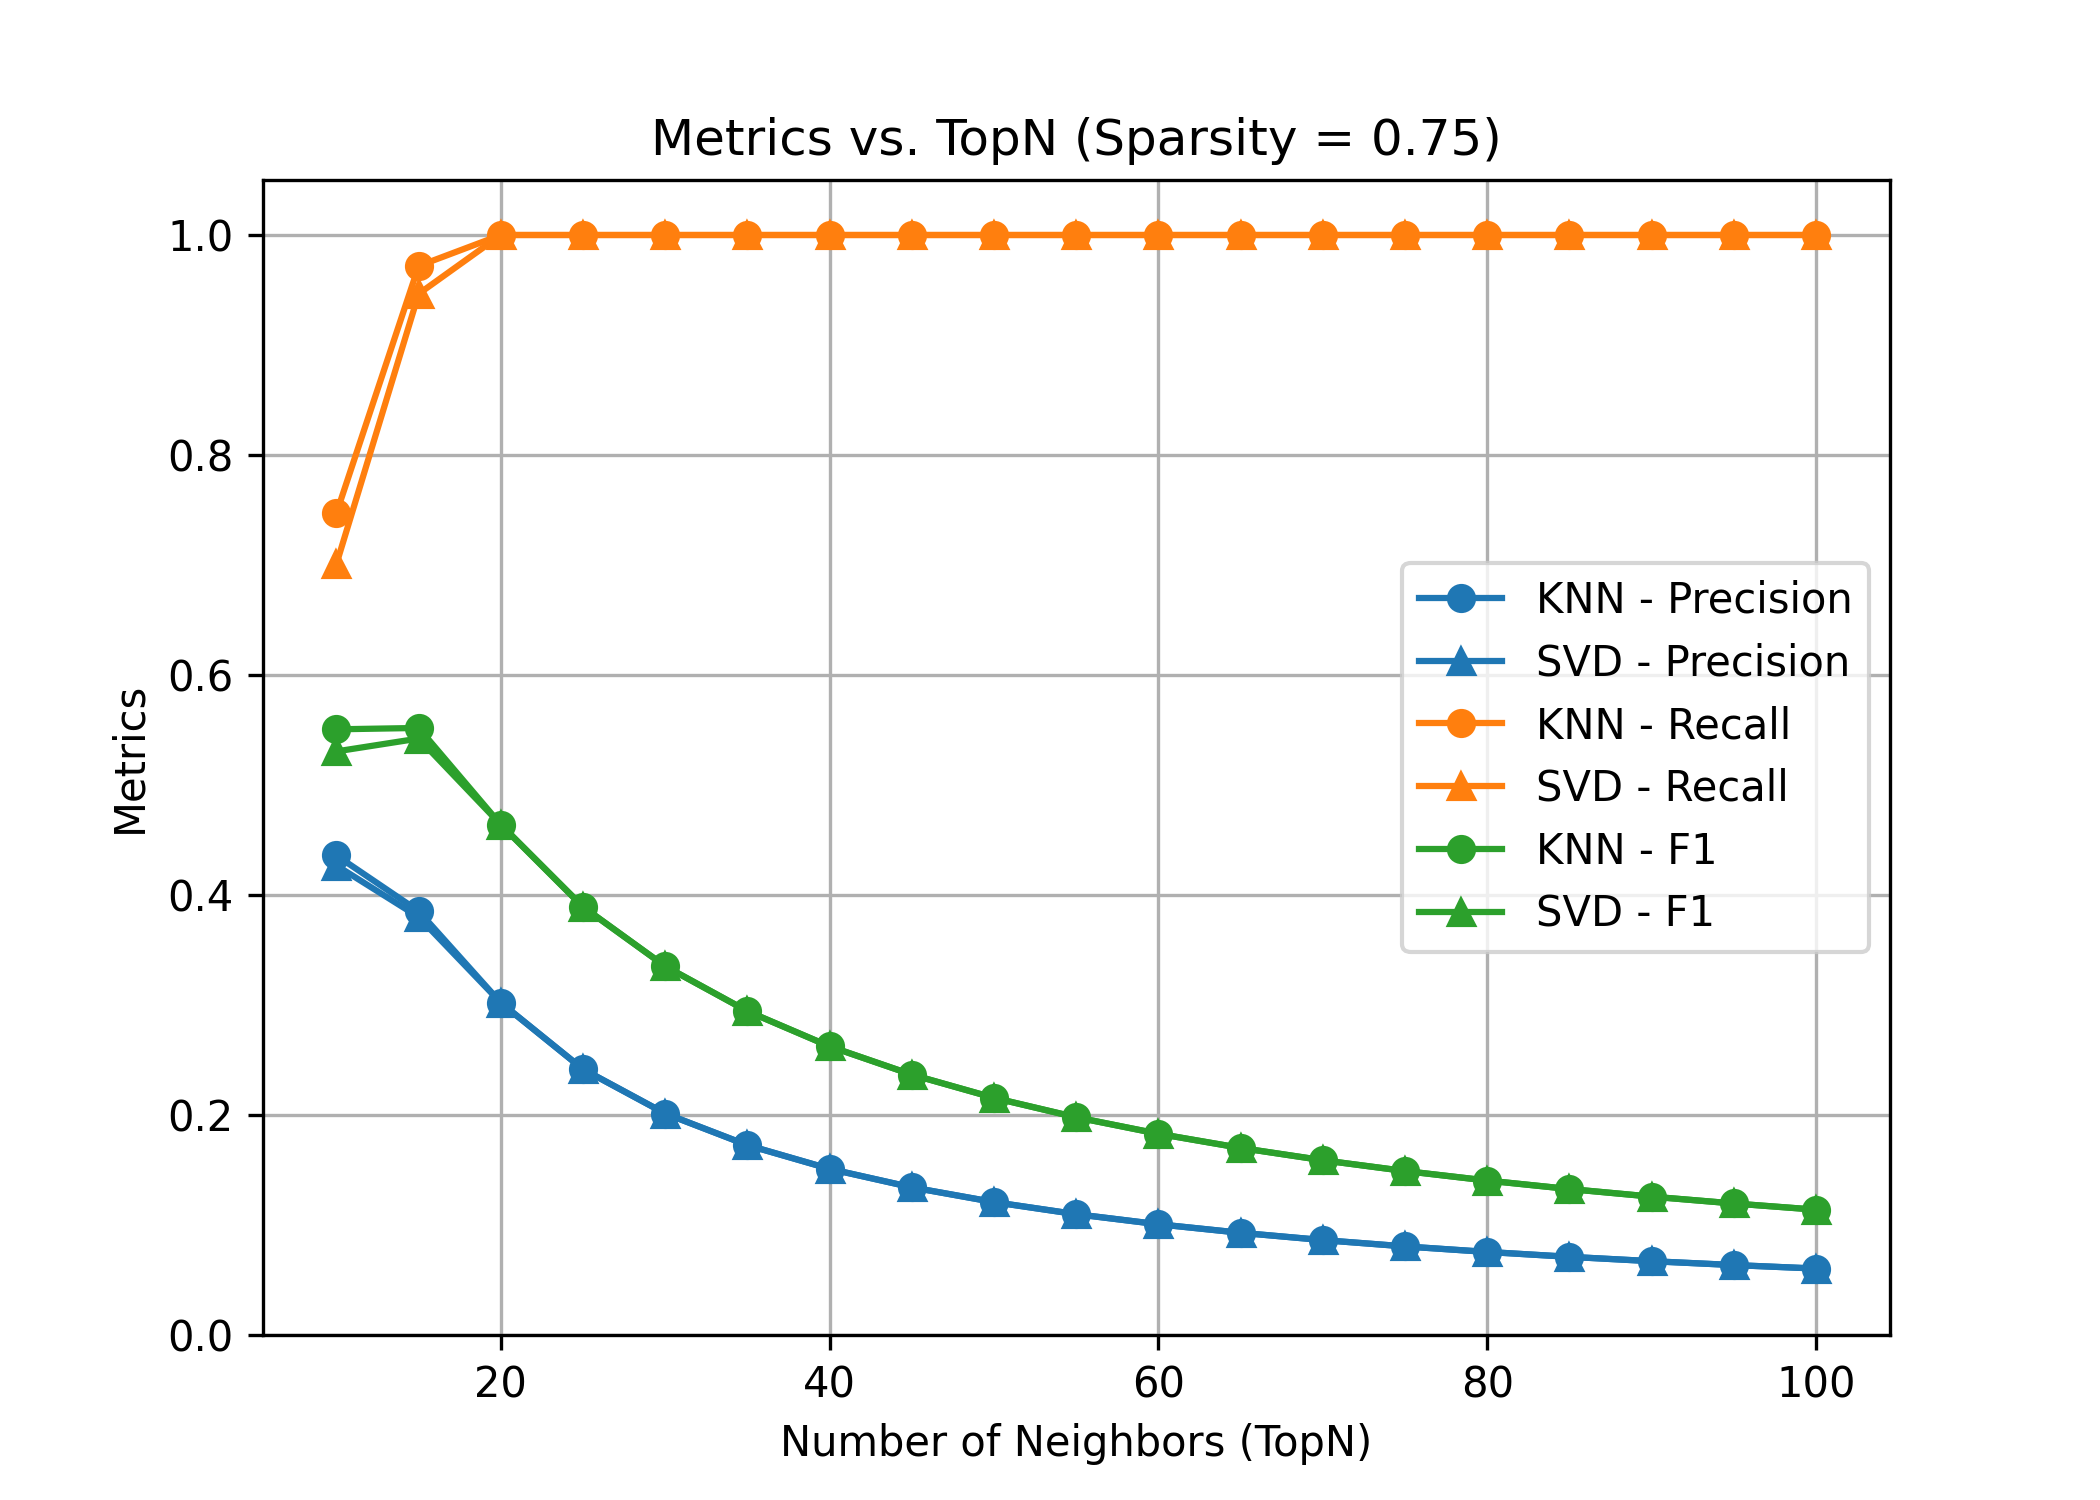 Metrics vs. TopN (Sparsity = 0.75)
1.0
0.8
0.6
0.4
0.2
0.0
Metrics
KNN - Precision
SVD - Precision
KNN - Recall
SVD - Recall
KNN - F1
SVD - F1
20 40 60 80 100
Number of Neighbors (TopN)